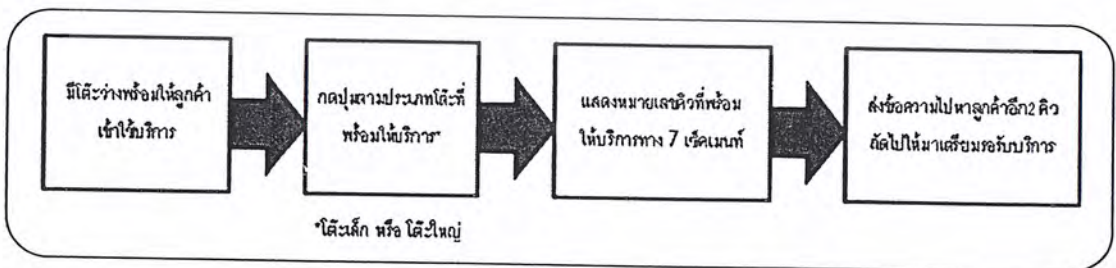 มีโต๊ะว่างพร้อมให้ลูกค้า
เข้าใช้บริการ
กดปุ่มตามประเภทโต๊ะที่
พร้อมให้บริการ*
แสดงหมายเลขคิวที่พร้อม
ให้บริการทาง 7 เซ็คเมนท์
ส่งข้อความไปหาลูกค้าอีก2 คิว
ถัดไปให้มาเตรียมรอรับบริการ
*โต๊ะเล็ก หรือ โต๊ะใหญ่